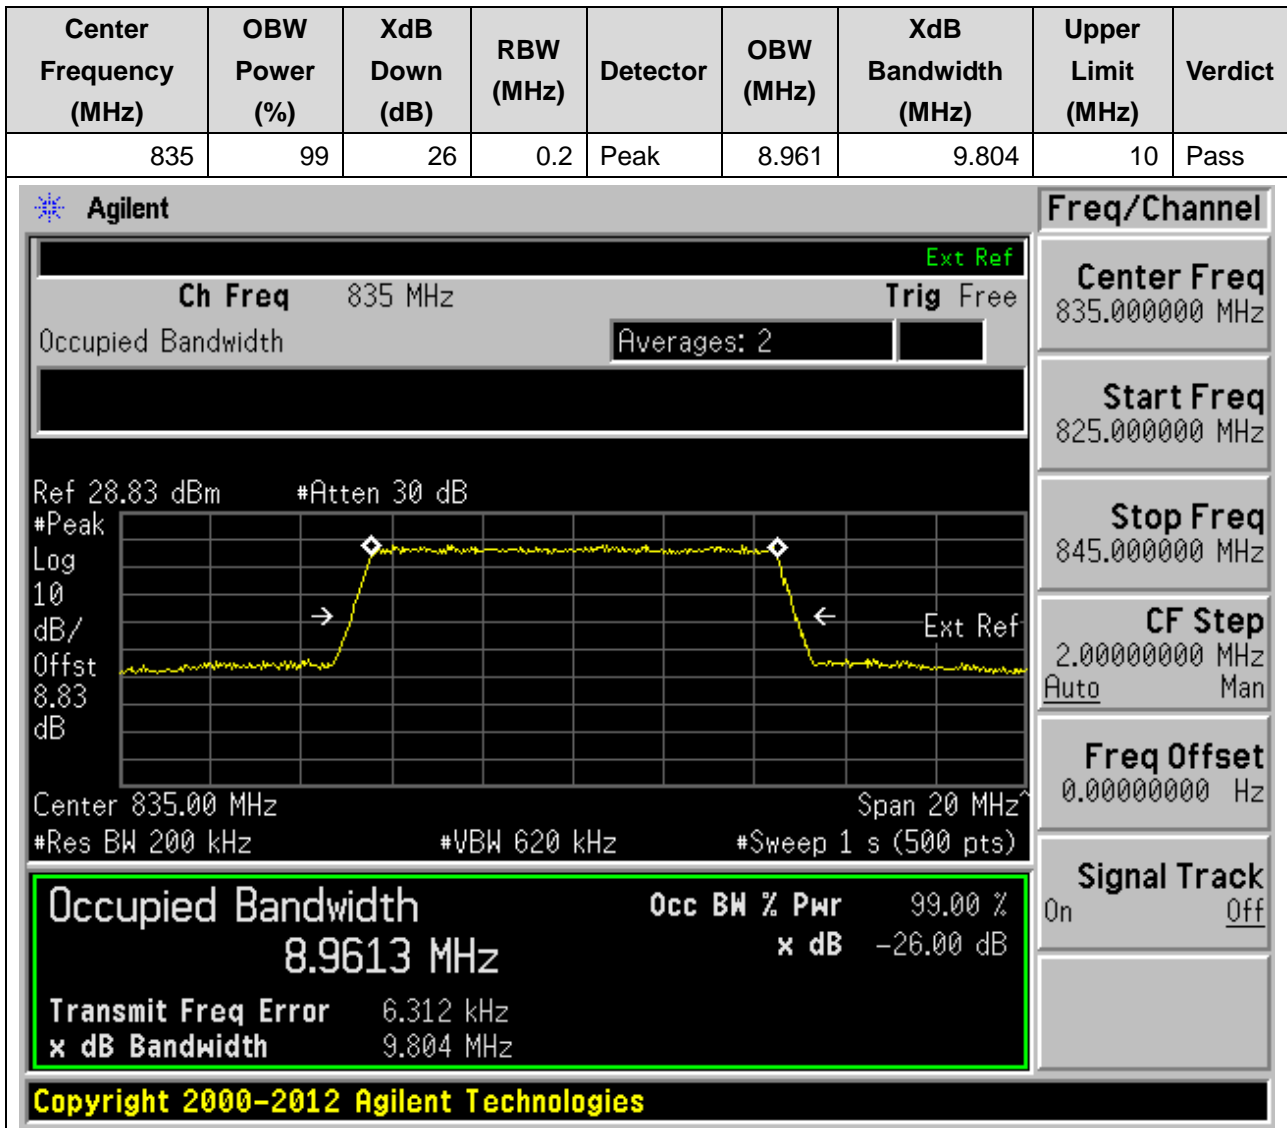 Center Frequency (MHz) OBW Power (%) XdB Down (dB) RBW (MHz) Detector OBW (MHz) XdB Bandwidth (MHz) Upper Limit (MHz) Verdict
835 99 26 0.2 Peak 8.961 9.804 10 Pass
Agilent
Freq/Channel
Ext Ref
Ch Freq 835 MHz Trig Free
Occupied Bandwidth Averages: 2
Center Freq
835.000000 MHz
Start Freq
825.000000 MHz
Stop Freq
845.000000 MHz
CF Step
2.00000000 MHz
Auto Man
Freq Offset
0.00000000 Hz
Signal Track
On Off
Ref 28.83 dBm #Atten 30 dB
#Peak
Log
10
dB/
Offst
8.83
dB
Ext Ref
Center 835.00 MHz Span 20 MHz^
#Res BW 200 kHz #VBW 620 kHz #Sweep 1 s (500 pts)
Occupied Bandwidth
8.9613 MHz
Occ BW % Pwr 99.00 %
x dB -26.00 dB
Transmit Freq Error 6.312 kHz
x dB Bandwidth 9.804 MHz
Copyright 2000-2012 Agilent Technologies